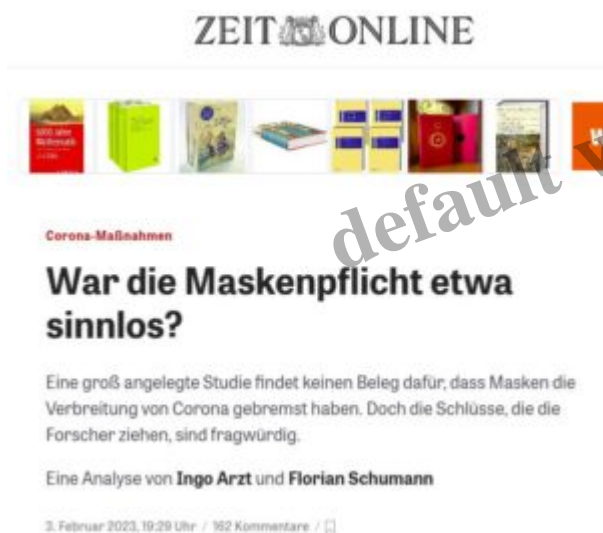 ZEIT ONLINE
default
Corona-Maßnahmen
War die Maskenpflicht etwa
sinnlos?
Eine groß angelegte Studie findet keinen Beleg dafür, dass Masken die
Verbreitung von Corona gebremst haben. Doch die Schlüsse, die die
Forscher ziehen, sind fragwürdig.
Eine Analyse von Ingo Arzt und Florian Schumann
3. Februar 2023, 19:29 Uhr / 162 Kommentare /